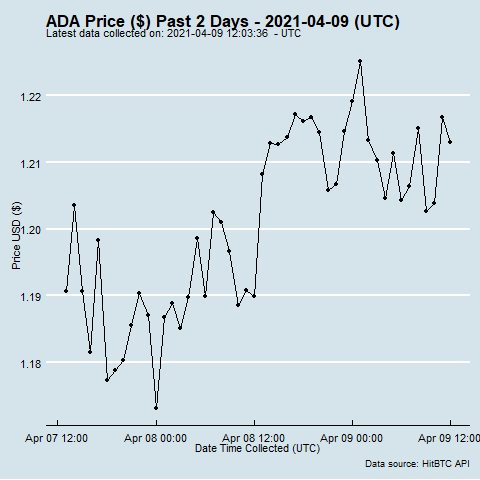 ADA Price ($) Past 2 Days - 2021-04-09 (UTC)
Latest data collected on: 2021-04-09 12:03:36 - UTC
1.22
1.21
1.20
1.19
1.18
Price USD ($)
Apr 07 12:00 Apr 08 00:00 Apr 08 12:00 Apr 09 00:00 Apr 09 12:00
Date Time Collected (UTC)
Data source: HitBTC API